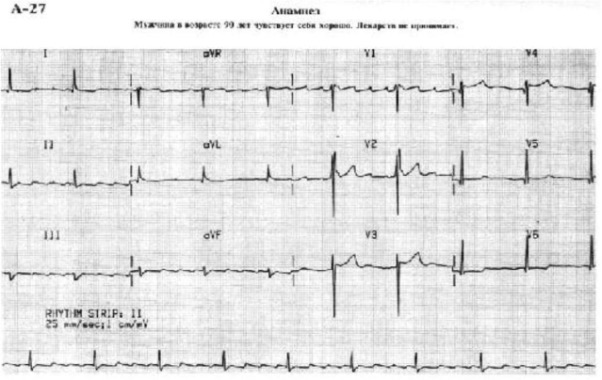 А-27
Анамнез
Мужчина в возрасте 90 лет чувствует себя хорошо. Лекарств не принимает.
I aVR V1 V4
II aVL V2 V5
III aVF V3 V6
RHYTHM STRIP: II
25 mm/sec;1 cm/mV